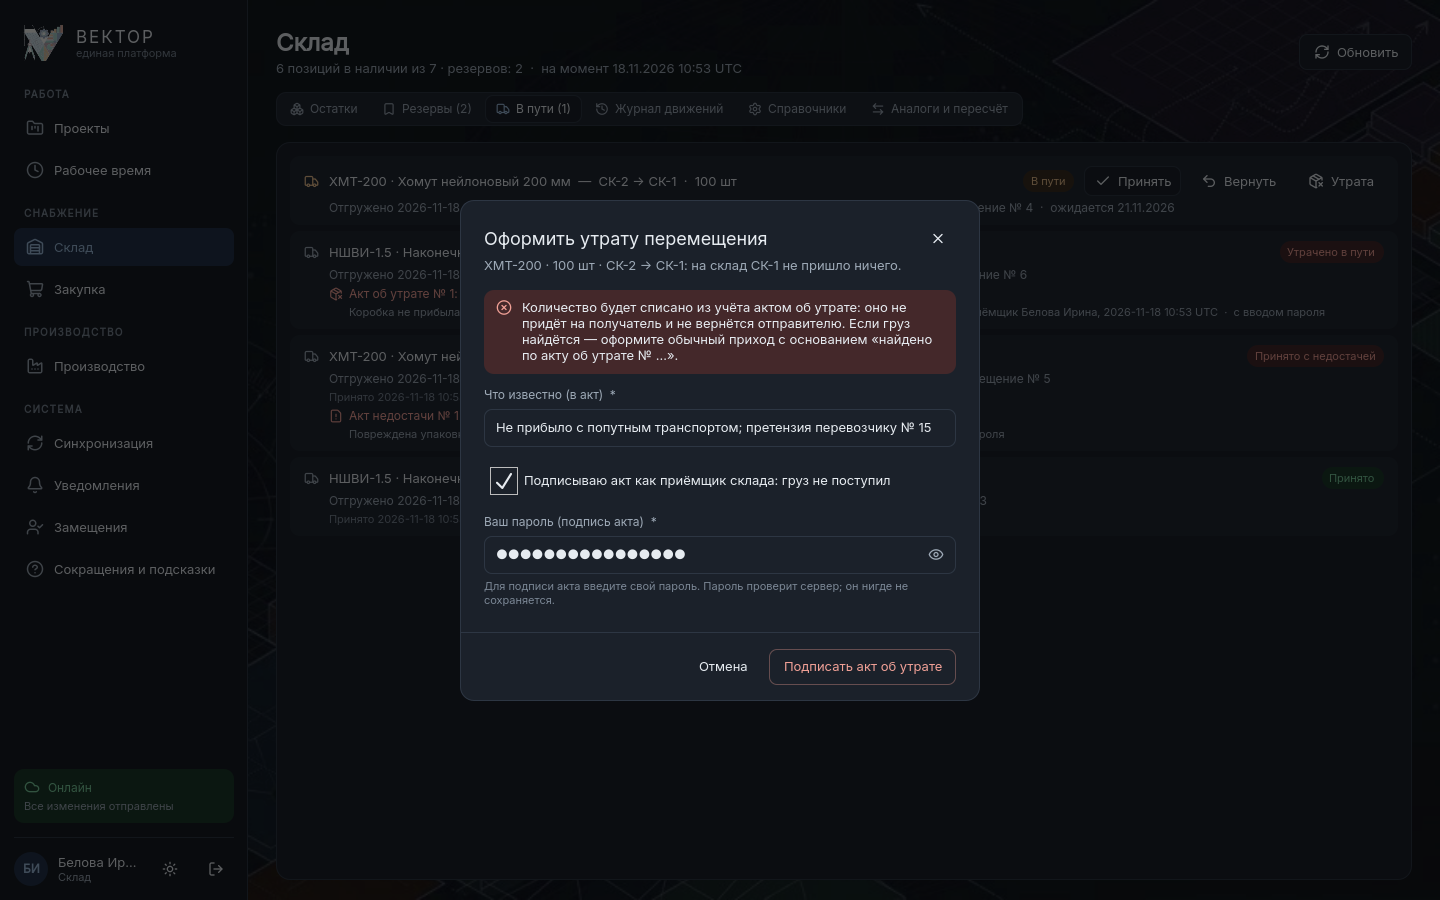 ВЕКТОР
единая платформа
РАБОТА
Проекты
Рабочее время
СНАБЖЕНИЕ
Склад
Закупка
ПРОИЗВОДСТВО
Производство
СИСТЕМА
Синхронизация
Уведомления
Замещения
Сокращения и подсказки
Онлайн
Все изменения отправлены
БИ
Белова Ир...
Склад
Склад
6 позиций в наличии из 7 · резервов: 2 · на момент 18.11.2026 10:53 UTC
Обновить
Остатки
Резервы (2)
В пути (1)
Журнал движений
Справочники
Аналоги и пересчёт
ХМТ-200 · Хомут нейлоновый 200 мм — СК-2 → СК-1 · 100 шт
В пути
Принять
Вернуть
Утрата
Отгружено 2026-11-18
ение № 4 · ожидается 21.11.2026
НШВИ-1.5 · Наконечн
Утрачено в пути
Отгружено 2026-11-18
ние № 6
Акт об утрате № 1:
Коробка не прибыла
ёмщик Белова Ирина, 2026-11-18 10:53 UTC · с вводом пароля
ХМТ-200 · Хомут ней
Принято с недостачей
Отгружено 2026-11-18
ещение № 5
Принято 2026-11-18 10:5
Акт недостачи № 1
Повреждена упаковк
роля
НШВИ-1.5 · Наконечн
Принято
Отгружено 2026-11-18
3
Принято 2026-11-18 10:5
Оформить утрату перемещения
ХМТ-200 · 100 шт · СК-2 → СК-1: на склад СК-1 не пришло ничего.
Количество будет списано из учёта актом об утрате: оно не
придёт на получатель и не вернётся отправителю. Если груз
найдётся — оформите обычный приход с основанием «найдено
по акту об утрате № ...».
Что известно (в акт) *
Не прибыло с попутным транспортом; претензия перевозчику № 15
Подписываю акт как приёмщик склада: груз не поступил
Ваш пароль (подпись акта) *
●●●●●●●●●●●●●●●●
Для подписи акта введите свой пароль. Пароль проверит сервер; он нигде не
сохраняется.
Отмена
Подписать акт об утрате